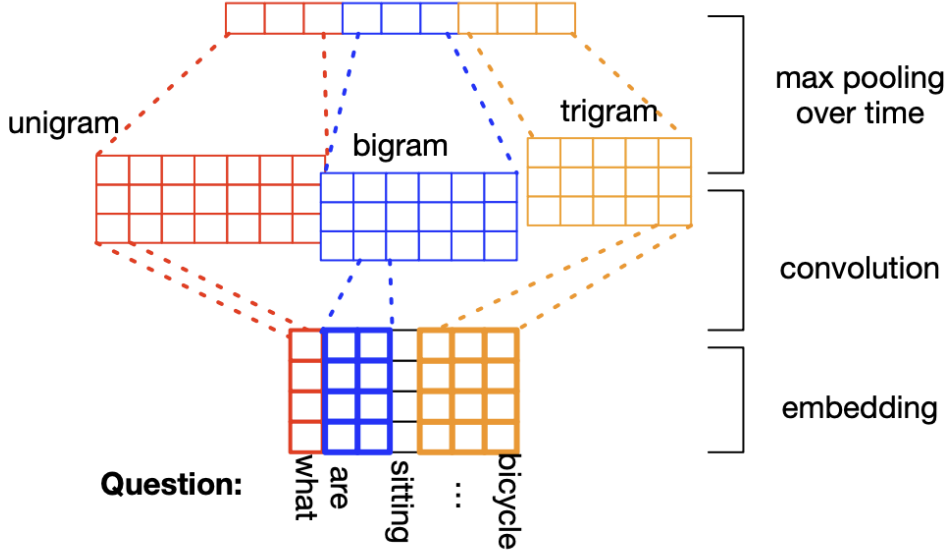 max pooling
over time
unigram
bigram
trigram
convolution
embedding
Question:
what
are
sitting
...
bicycle